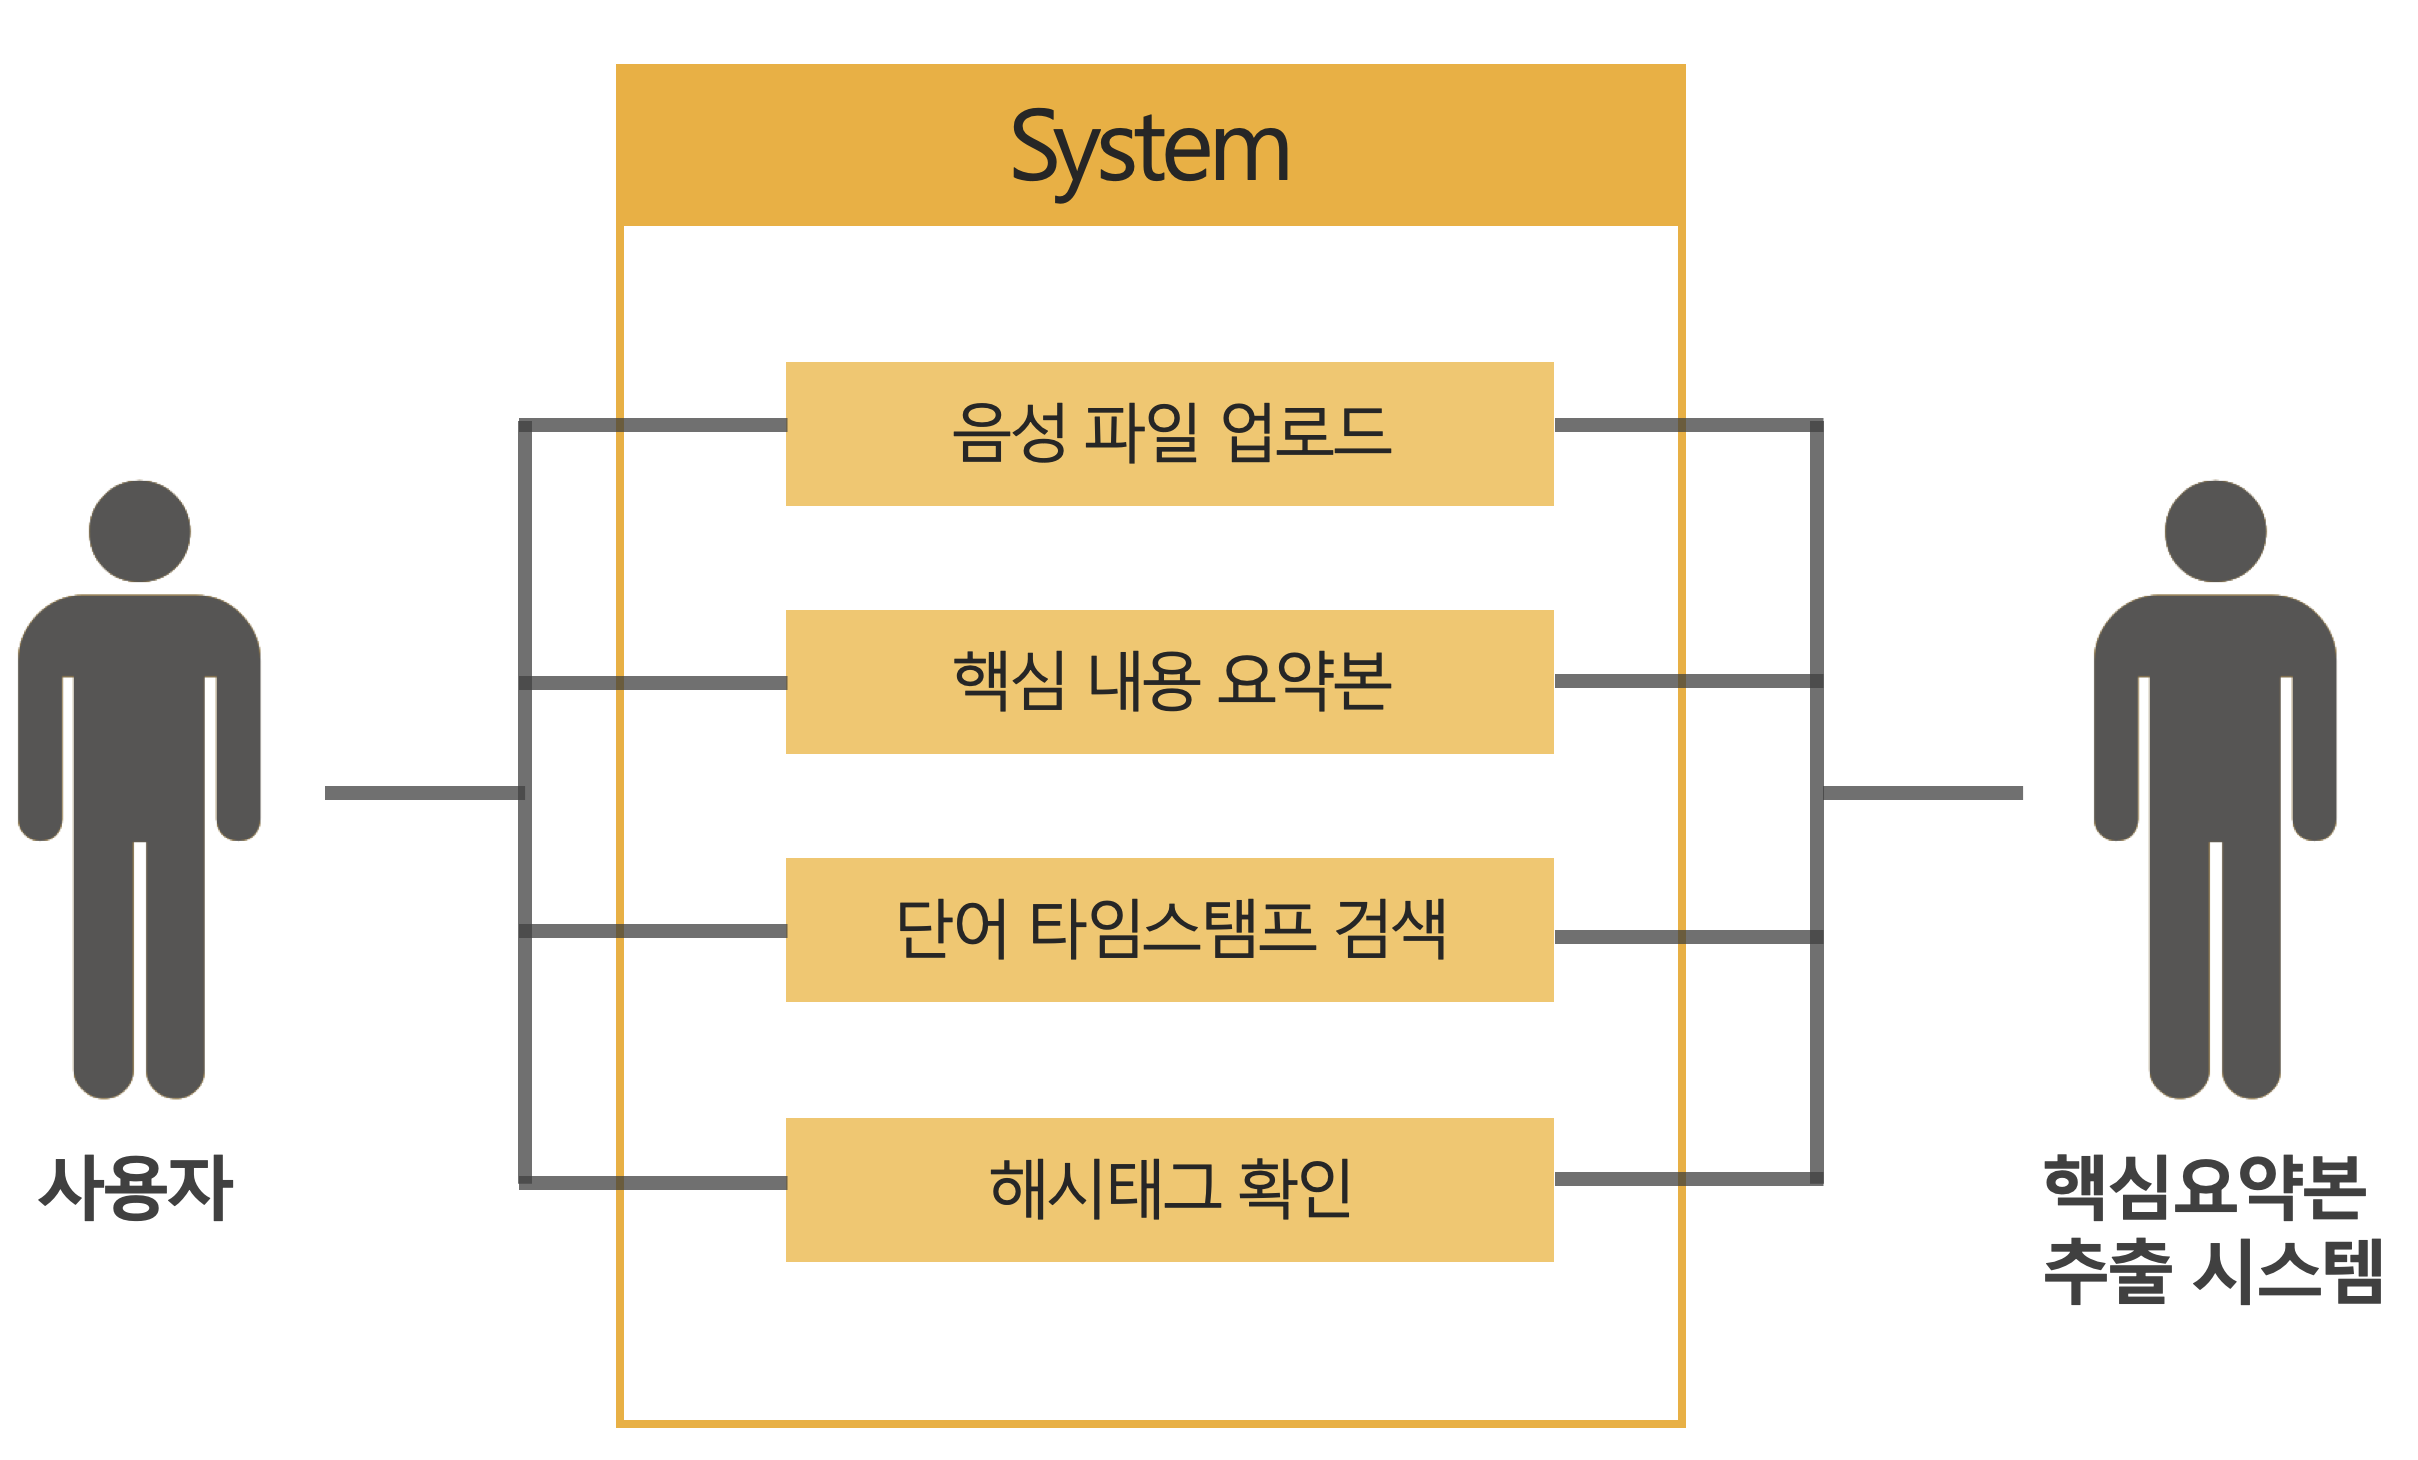 System
음성 파일 업로드
핵심 내용 요약본
단어 타임스탬프 검색
해시태그 확인
사용자
핵심요약본
추출 시스템